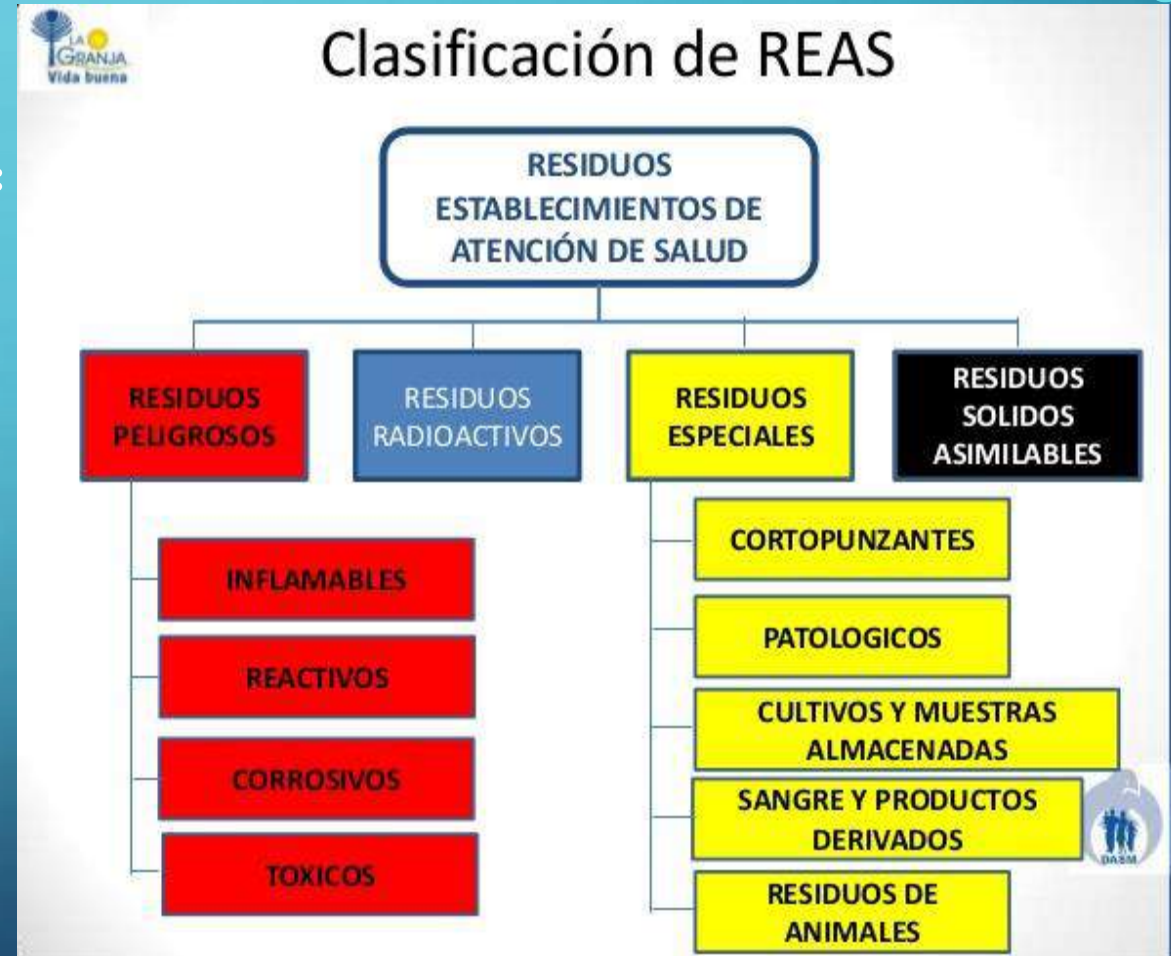 LA
GRANJA
Vida buena
Clasificación de REAS
RESIDUOS
ESTABLECIMIENTOS DE
ATENCIÓN DE SALUD
RESIDUOS
PELIGROSOS
RESIDUOS
RADIOACTIVOS
RESIDUOS
ESPECIALES
RESIDUOS
SOLIDOS
ASIMILABLES
INFLAMABLES
REACTIVOS
CORROSIVOS
TOXICOS
CORTOPUNZANTES
PATOLOGICOS
CULTIVOS Y MUESTRAS
ALMACENADAS
SANGRE Y PRODUCTOS
DERIVADOS
RESIDUOS DE
ANIMALES
DASM